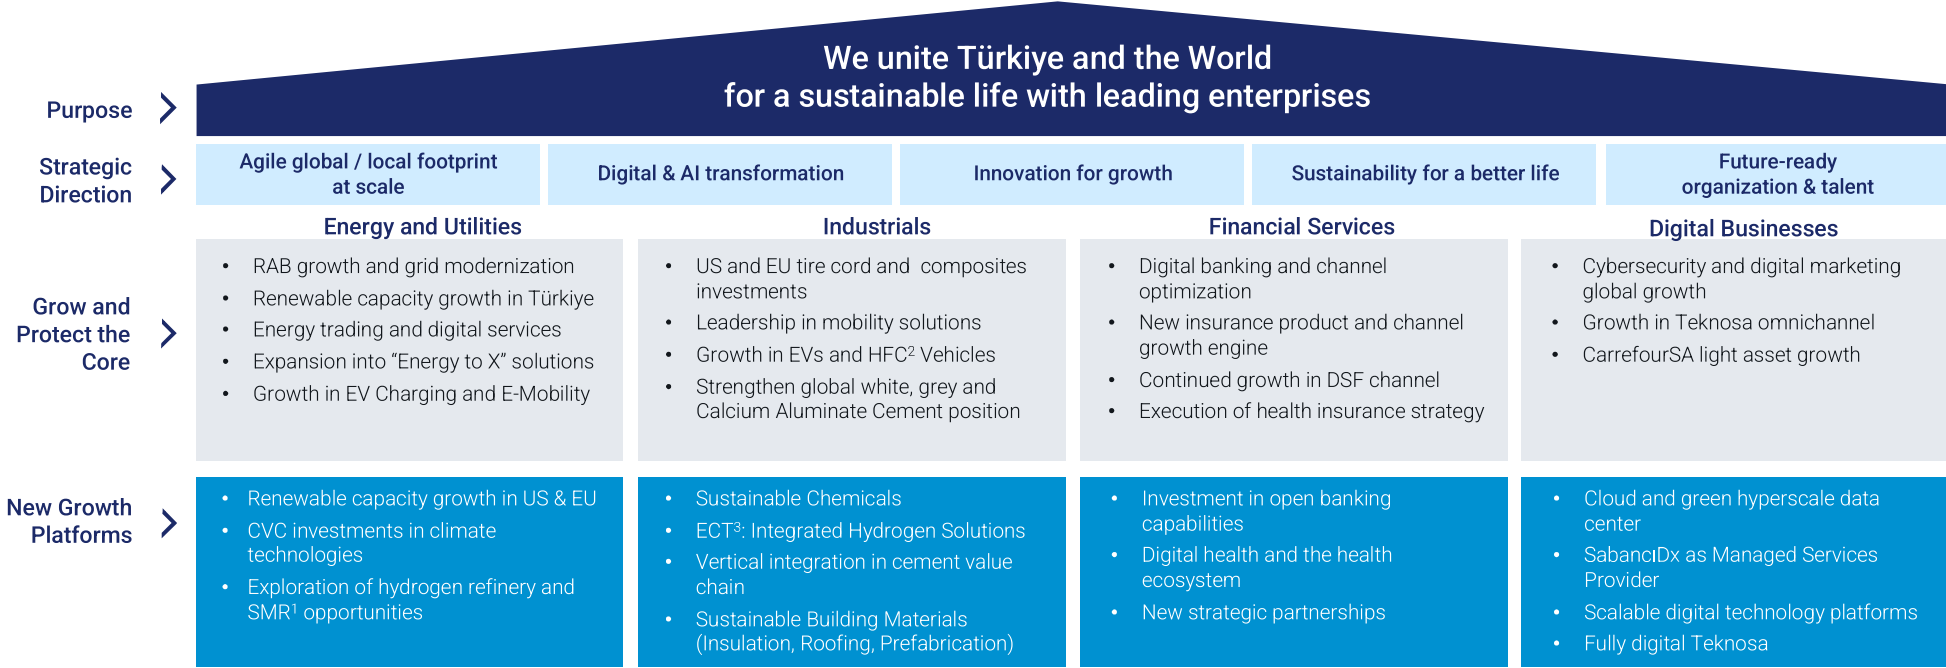 We unite Türkiye and the World
for a sustainable life with leading enterprises
Purpose
Strategic
Direction
Agile global / local footprint
at scale
Digital & AI transformation
Innovation for growth
Sustainability for a better life
Future-ready
organization & talent
Grow and
Protect the
Core
Energy and Utilities
• RAB growth and grid modernization
• Renewable capacity growth in Türkiye
• Energy trading and digital services
• Expansion into “Energy to X” solutions
• Growth in EV Charging and E-Mobility
Industrials
• US and EU tire cord and composites
investments
• Leadership in mobility solutions
• Growth in EVs and HFC² Vehicles
• Strengthen global white, grey and
Calcium Aluminate Cement position
Financial Services
• Digital banking and channel
optimization
• New insurance product and channel
growth engine
• Continued growth in DSF channel
• Execution of health insurance strategy
Digital Businesses
• Cybersecurity and digital marketing
global growth
• Growth in Teknosa omnichannel
• CarrefourSA light asset growth
New Growth
Platforms
• Renewable capacity growth in US & EU
• CVC investments in climate
technologies
• Exploration of hydrogen refinery and
SMR¹ opportunities
• Sustainable Chemicals
• ECT³: Integrated Hydrogen Solutions
• Vertical integration in cement value
chain
• Sustainable Building Materials
(Insulation, Roofing, Prefabrication)
• Investment in open banking
capabilities
• Digital health and the health
ecosystem
• New strategic partnerships
• Cloud and green hyperscale data
center
• SabancıDx as Managed Services
Provider
• Scalable digital technology platforms
• Fully digital Teknosa